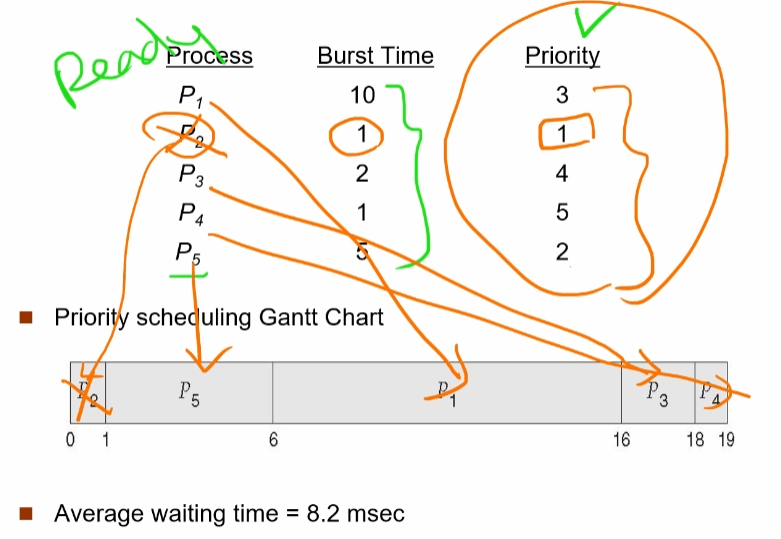 Ready
Process Burst Time Priority
P1 10 3
P2 1 1
P3 2 4
P4 1 5
P5 5 2
Priority scheduling Gantt Chart
P2 P5 P1 P3 P4
0 1 6 16 18 19
Average waiting time = 8.2 msec